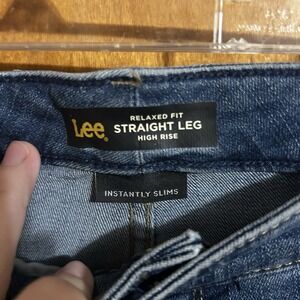 RELAXED FIT
Lee. STRAIGHT LEG
HIGH RISE
INSTANTLY SLIMS